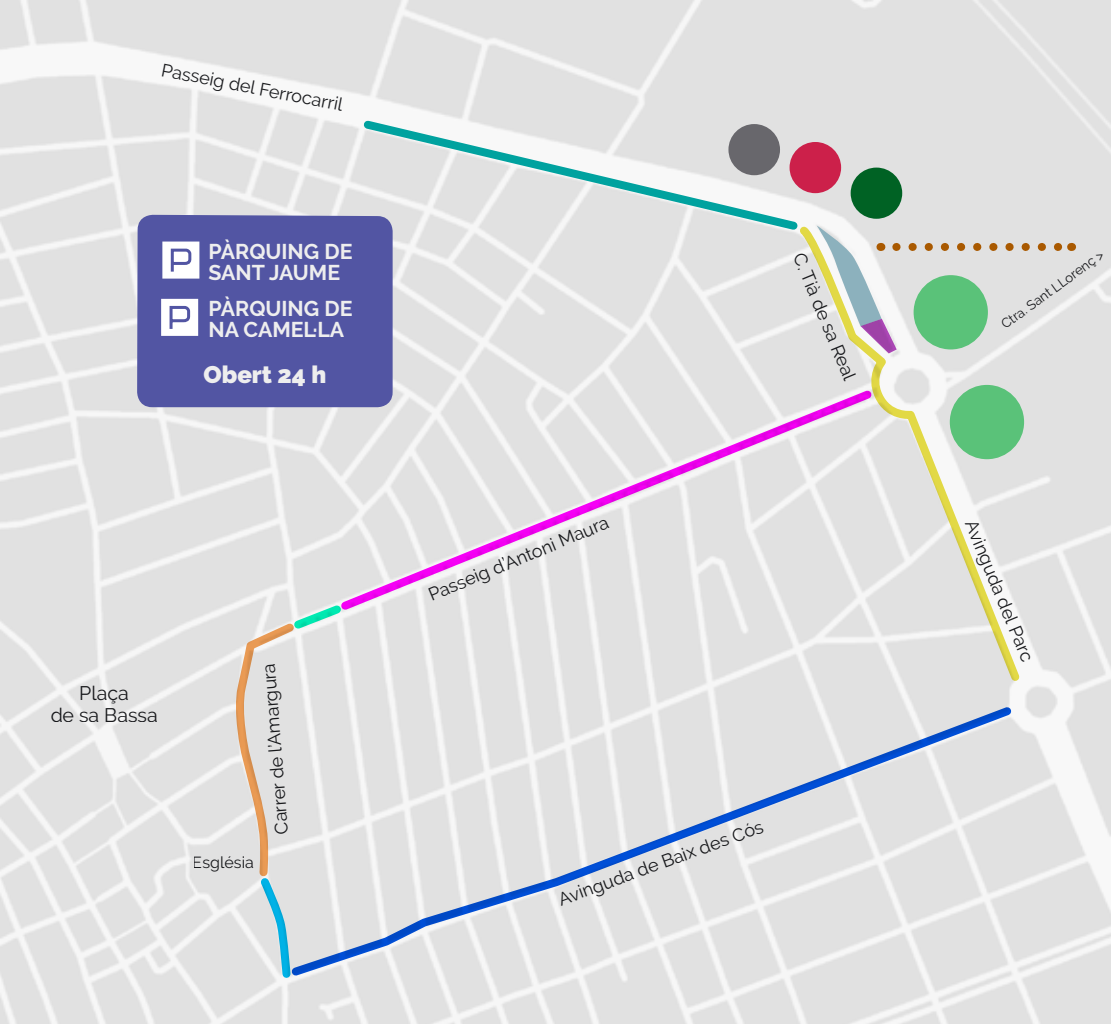 Passeig del Ferrocarril
P PÀRQUING DE
SANT JAUME
P PÀRQUING DE
NA CAMEL·LA
Obert 24 h
C. Tià de sa Real
Ctra. Sant LLorenç >
Passeig d'Antoni Maura
Avinguda del Parc
Plaça
de sa Bassa
Carrer de l'Amargura
Església
Avinguda de Baix des Cós